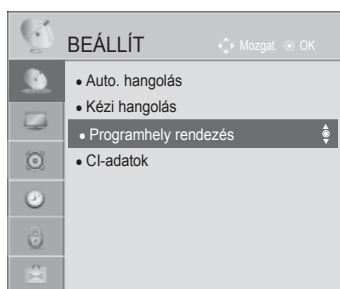 BEÁLLÍT
Mozgat. OK
• Auto. hangolás
• Kézi hangolás
• Programhely rendezés
• CI-adatok